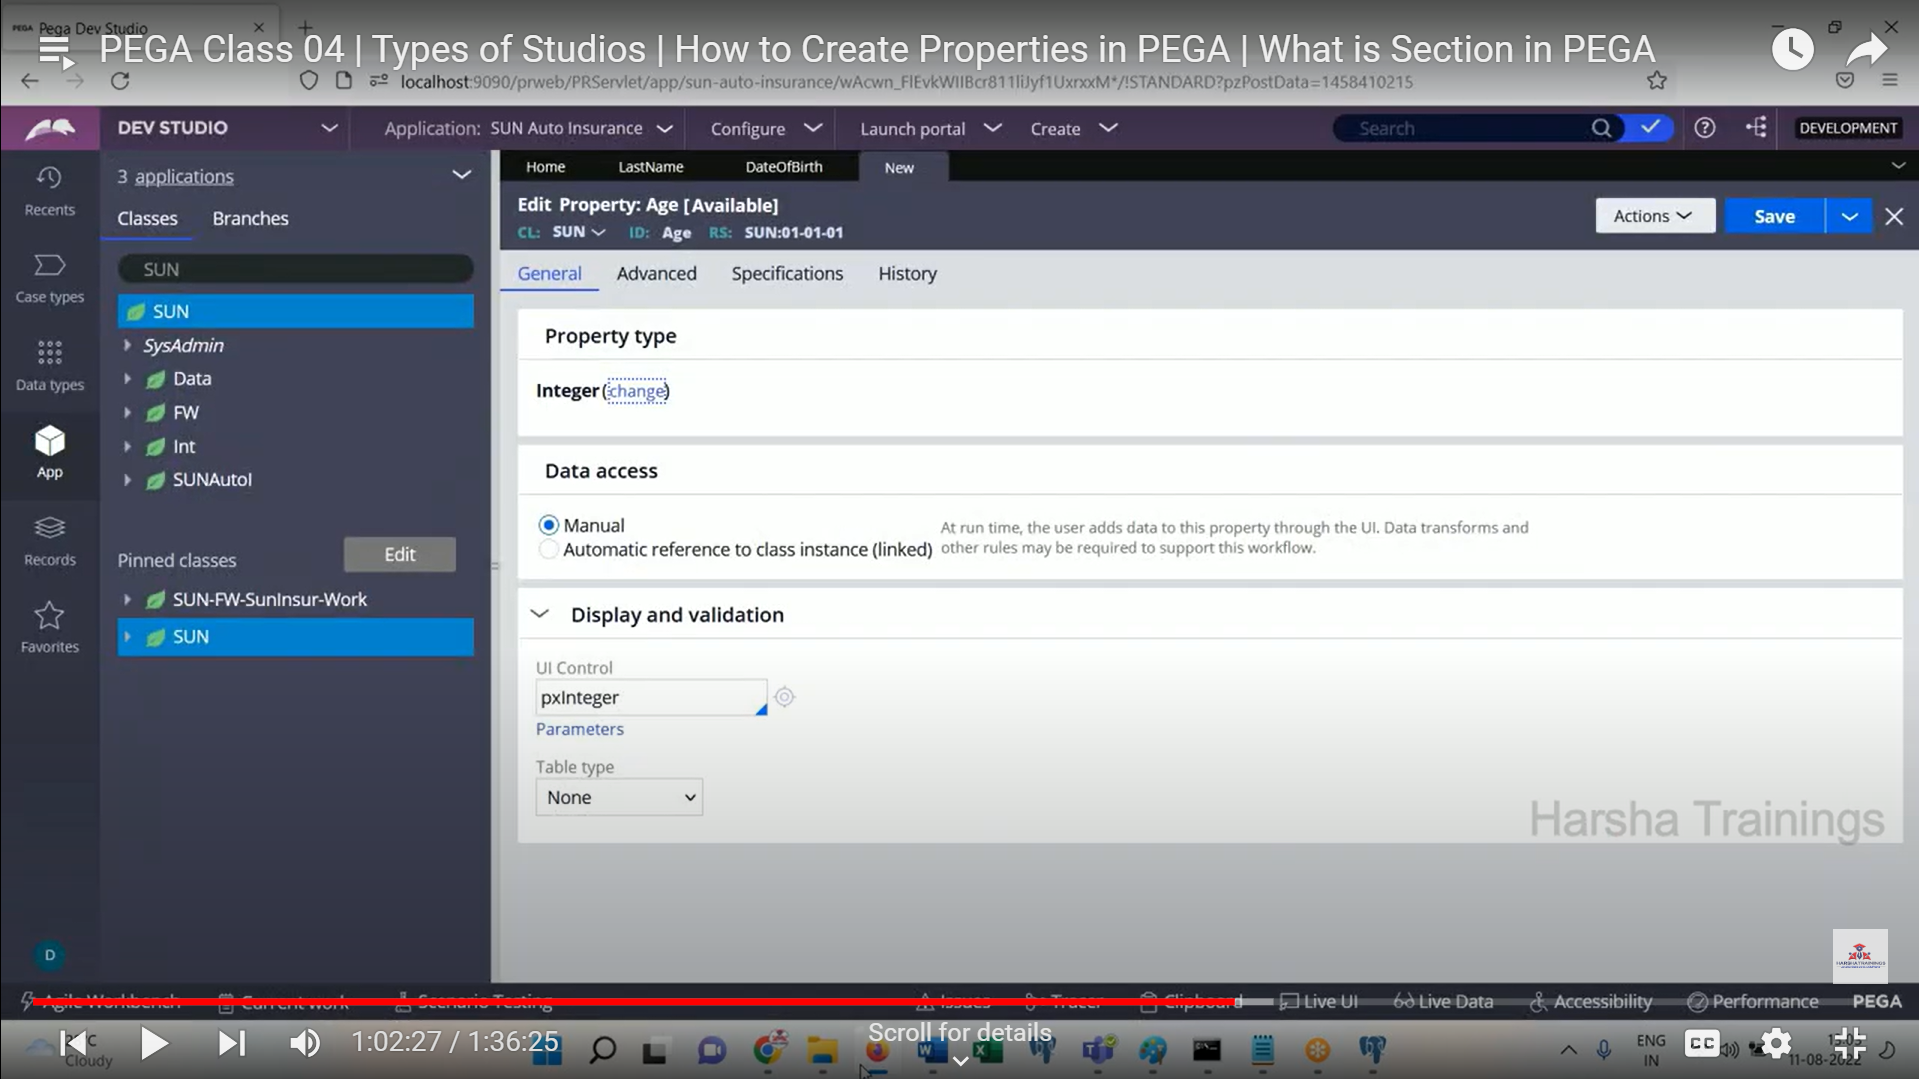 Pega Dev Studio
PEGA Class 04 | Types of Studios | How to Create Properties in PEGA | What is Section in PEGA
localhost:9090/prweb/PRServlet/app/sun-auto-insurance/
DEV STUDIO
Application: SUN Auto Insurance
Configure
Launch portal
Create
Search
DEVELOPMENT
Recents
Case types
Data types
App
Records
Favorites
D
3 applications
Classes Branches
SUN
SUN
SysAdmin
Data
FW
Int
SUNAutoI
Pinned classes
Edit
SUN-FW-SunInsur-Work
SUN
Home LastName DateOfBirth New
Edit Property: Age [Available]
CL: SUN ID: Age RS: SUN:01-01-01
Actions Save
General Advanced Specifications History
Property type
Integer (change)
Data access
Manual
Automatic reference to class instance (linked)
At run time, the user adds data to this property through the UI. Data transforms and
other rules may be required to support this workflow.
Display and validation
UI Control
pxInteger
Parameters
Table type
None
Harsha Trainings
HARSHA TRAININGS
Agile Workbench Current work Scenario Testing Issues Tracer Clipboard Live UI Live Data Accessibility Performance PEGA
1:02:27 / 1:36:25
Scroll for details
Cloudy
ENG
IN
CC
11-08-2022